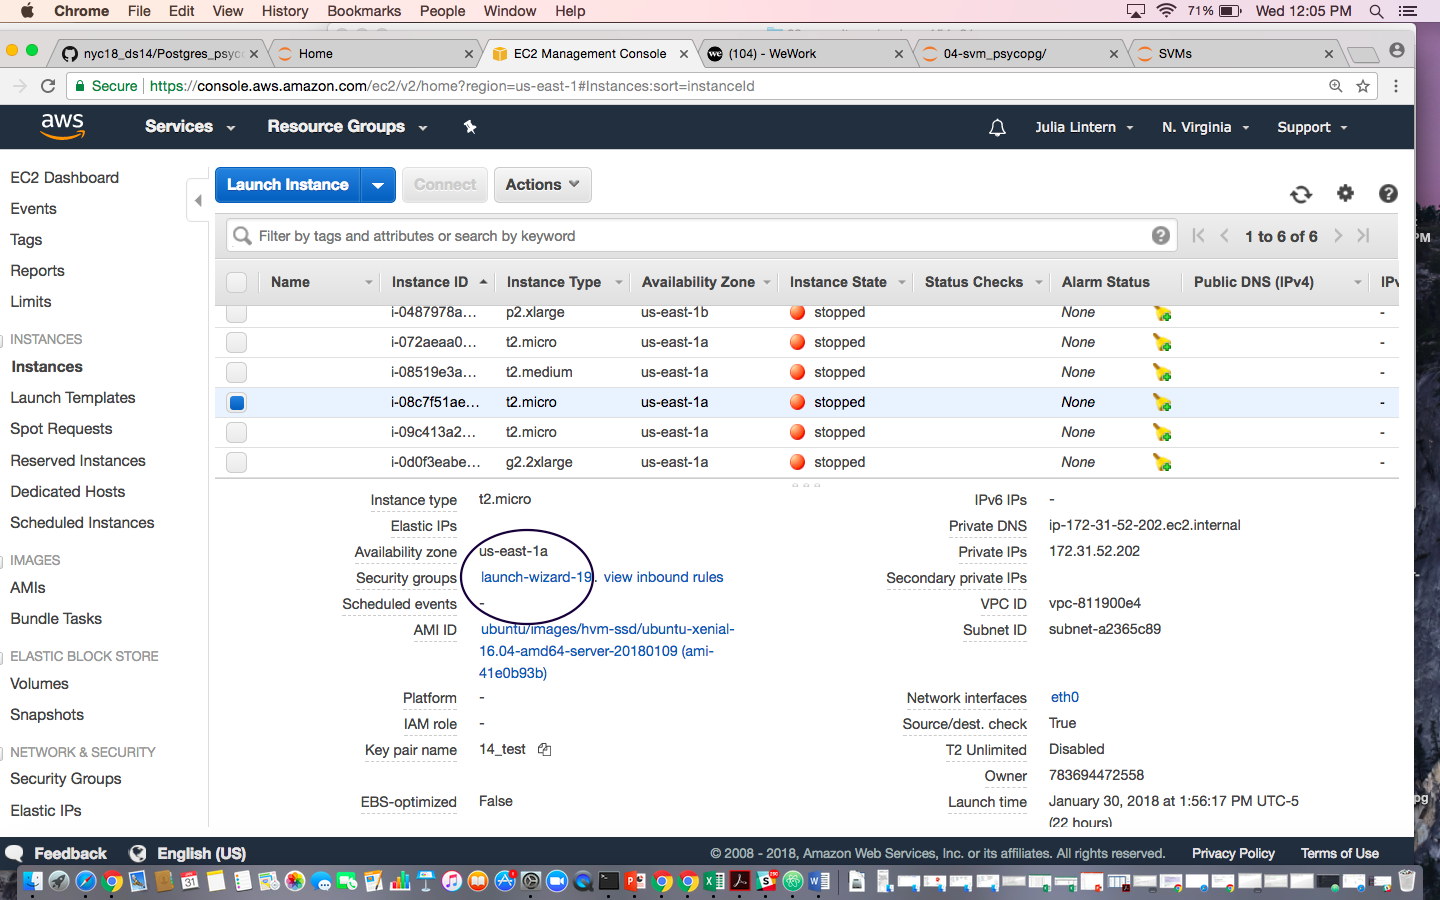 Chrome File Edit View History Bookmarks People Window Help 71% Wed 12:05 PM
nyc18_ds14/Postgres_psyc Home EC2 Management Console (104) - WeWork 04-svm_psycopg/ SVMs
Secure https://console.aws.amazon.com/ec2/v2/home?region=us-east-1#Instances:sort=instanceId
aws Services Resource Groups Julia Lintern N. Virginia Support
EC2 Dashboard
Events
Tags
Reports
Limits
INSTANCES
Instances
Launch Templates
Spot Requests
Reserved Instances
Dedicated Hosts
Scheduled Instances
IMAGES
AMIs
Bundle Tasks
ELASTIC BLOCK STORE
Volumes
Snapshots
NETWORK & SECURITY
Security Groups
Elastic IPs
Launch Instance Connect Actions
Filter by tags and attributes or search by keyword 1 to 6 of 6
Name Instance ID Instance Type Availability Zone Instance State Status Checks Alarm Status Public DNS (IPv4) IPv
i-0487978a... p2.xlarge us-east-1b stopped None -
i-072aeaa0... t2.micro us-east-1a stopped None -
i-08519e3a... t2.medium us-east-1a stopped None -
i-08c7f51ae... t2.micro us-east-1a stopped None -
i-09c413a2... t2.micro us-east-1a stopped None -
i-0d0f3eabe... g2.2xlarge us-east-1a stopped None -
Instance type t2.micro
Elastic IPs
Availability zone us-east-1a
Security groups launch-wizard-19. view inbound rules
Scheduled events -
AMI ID ubuntu/images/hvm-ssd/ubuntu-xenial-
16.04-amd64-server-20180109 (ami-
41e0b93b)
Platform -
IAM role -
Key pair name 14_test
EBS-optimized False
IPv6 IPs -
Private DNS ip-172-31-52-202.ec2.internal
Private IPs 172.31.52.202
Secondary private IPs
VPC ID vpc-811900e4
Subnet ID subnet-a2365c89
Network interfaces eth0
Source/dest. check True
T2 Unlimited Disabled
Owner 783694472558
Launch time January 30, 2018 at 1:56:17 PM UTC-5
(22 hours)
Feedback English (US) © 2008 - 2018, Amazon Web Services, Inc. or its affiliates. All rights reserved. Privacy Policy Terms of Use